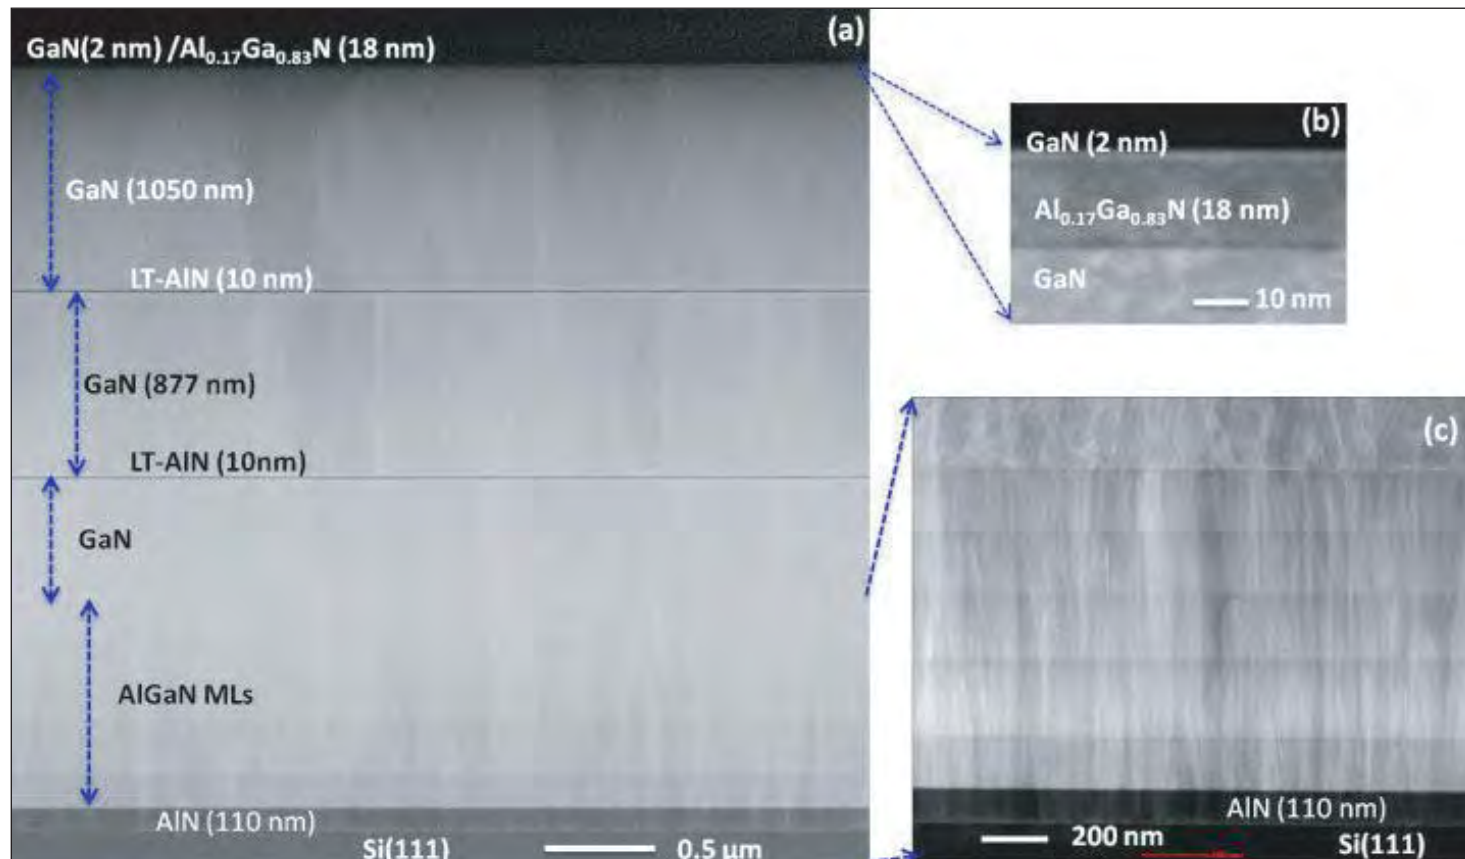 (a)
GaN(2 nm) /Al₀.₁₇Ga₀.₈₃N (18 nm)
GaN (1050 nm)
LT-AlN (10 nm)
GaN (877 nm)
LT-AlN (10nm)
GaN
AlGaN MLs
AlN (110 nm)
Si(111)
0.5 µm
(b)
GaN (2 nm)
Al₀.₁₇Ga₀.₈₃N (18 nm)
GaN
10 nm
(c)
AlN (110 nm)
200 nm
Si(111)